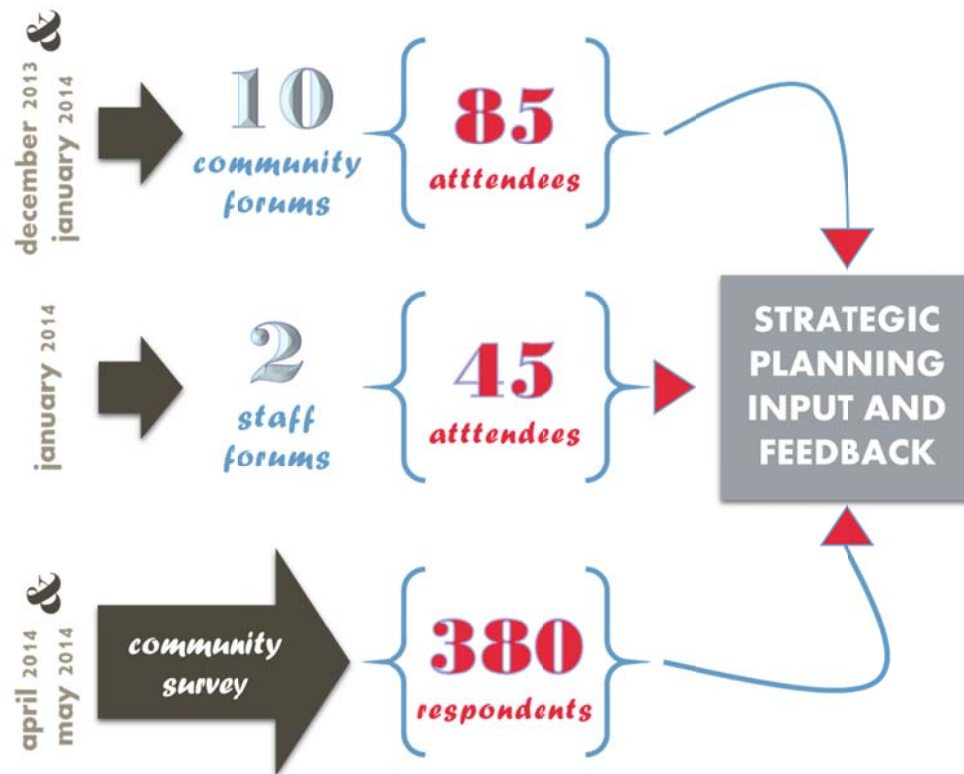 december 2013 &
january 2014
10
community
forums
85
atttendees
january 2014
2
staff
forums
45
atttendees
STRATEGIC
PLANNING
INPUT AND
FEEDBACK
april 2014 &
may 2014
community
survey
380
respondents